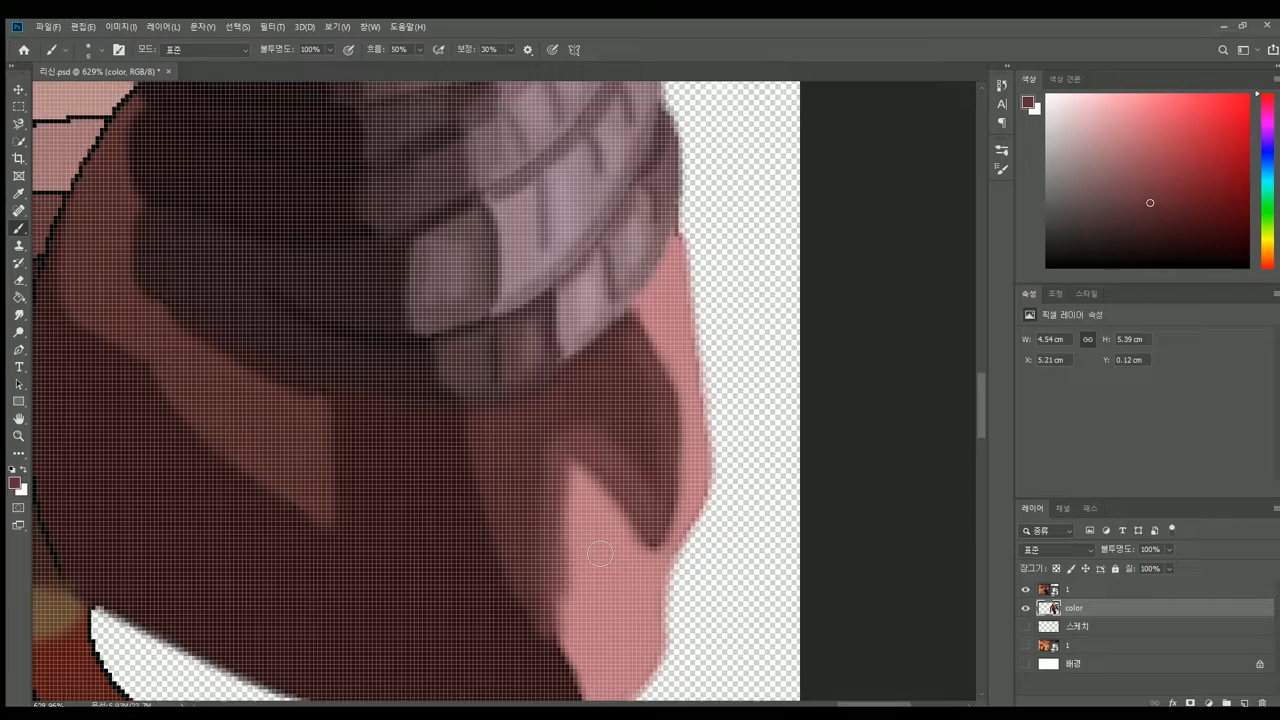 Ps 파일(F) 편집(E) 이미지(I) 레이어(L) 문자(Y) 선택(S) 필터(T) 3D(D) 보기(V) 창(W) 도움말(H)
8 모드: 표준 불투명도: 100% 흐름: 50% 보정: 30%
리신.psd @ 629% (color, RGB/8) *
색상 색상 견본
속성 조정 스타일
픽셀 레이어 속성
W: 4.54 cm H: 5.39 cm
X: 5.21 cm Y: 0.12 cm
레이어 채널 패스
종류
표준 불투명도: 100%
잠그기: 칠: 100%
1
color
스케치
1
배경